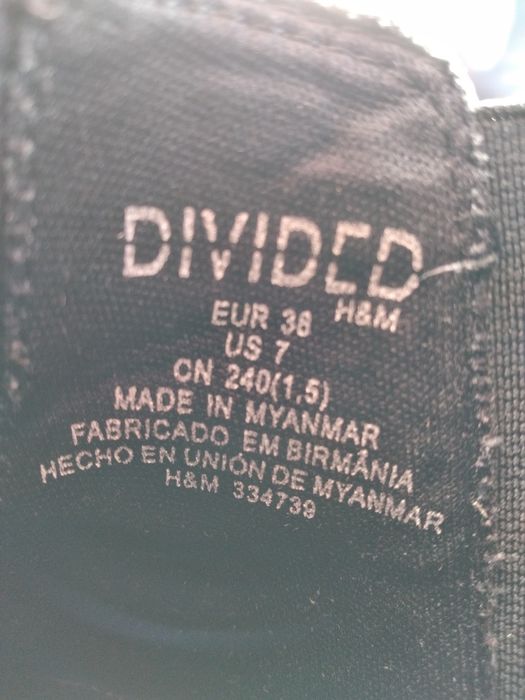 DIVIDED
H&M
EUR 38
US 7
CN 240(1,5)
MADE IN MYANMAR
FABRICADO EM BIRMÂNIA
HECHO EN UNIÓN DE MYANMAR
H&M 334739